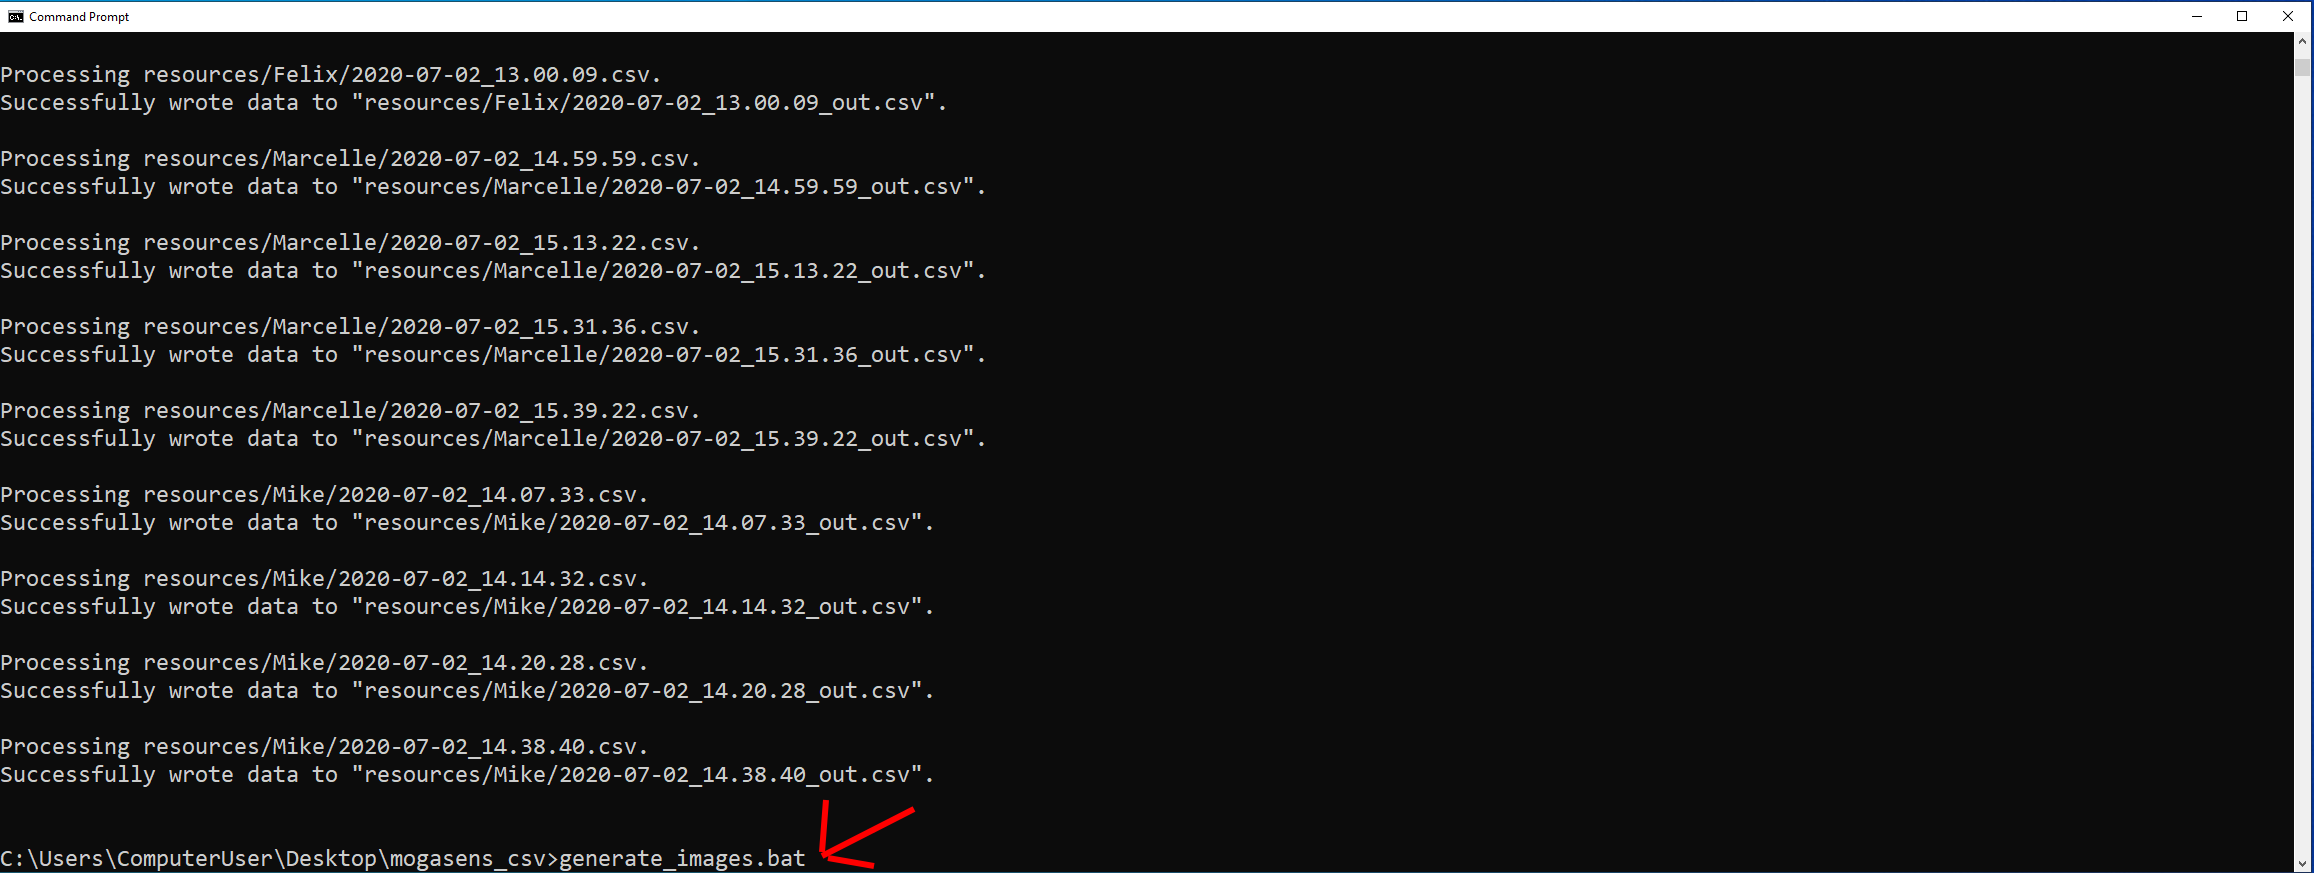 Command Prompt
Processing resources/Felix/2020-07-02_13.00.09.csv.
Successfully wrote data to "resources/Felix/2020-07-02_13.00.09_out.csv".
Processing resources/Marcelle/2020-07-02_14.59.59.csv.
Successfully wrote data to "resources/Marcelle/2020-07-02_14.59.59_out.csv".
Processing resources/Marcelle/2020-07-02_15.13.22.csv.
Successfully wrote data to "resources/Marcelle/2020-07-02_15.13.22_out.csv".
Processing resources/Marcelle/2020-07-02_15.31.36.csv.
Successfully wrote data to "resources/Marcelle/2020-07-02_15.31.36_out.csv".
Processing resources/Marcelle/2020-07-02_15.39.22.csv.
Successfully wrote data to "resources/Marcelle/2020-07-02_15.39.22_out.csv".
Processing resources/Mike/2020-07-02_14.07.33.csv.
Successfully wrote data to "resources/Mike/2020-07-02_14.07.33_out.csv".
Processing resources/Mike/2020-07-02_14.14.32.csv.
Successfully wrote data to "resources/Mike/2020-07-02_14.14.32_out.csv".
Processing resources/Mike/2020-07-02_14.20.28.csv.
Successfully wrote data to "resources/Mike/2020-07-02_14.20.28_out.csv".
Processing resources/Mike/2020-07-02_14.38.40.csv.
Successfully wrote data to "resources/Mike/2020-07-02_14.38.40_out.csv".
C:\Users\ComputerUser\Desktop\mogasens_csv>generate_images.bat